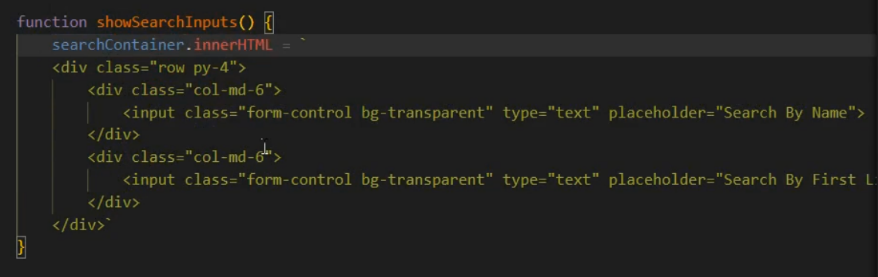 function showSearchInputs() {
    searchContainer.innerHTML = `
    <div class="row py-4">
        <div class="col-md-6">
            <input class="form-control bg-transparent" type="text" placeholder="Search By Name">
        </div>
        <div class="col-md-6">
            <input class="form-control bg-transparent" type="text" placeholder="Search By First
        </div>
    </div>`
}